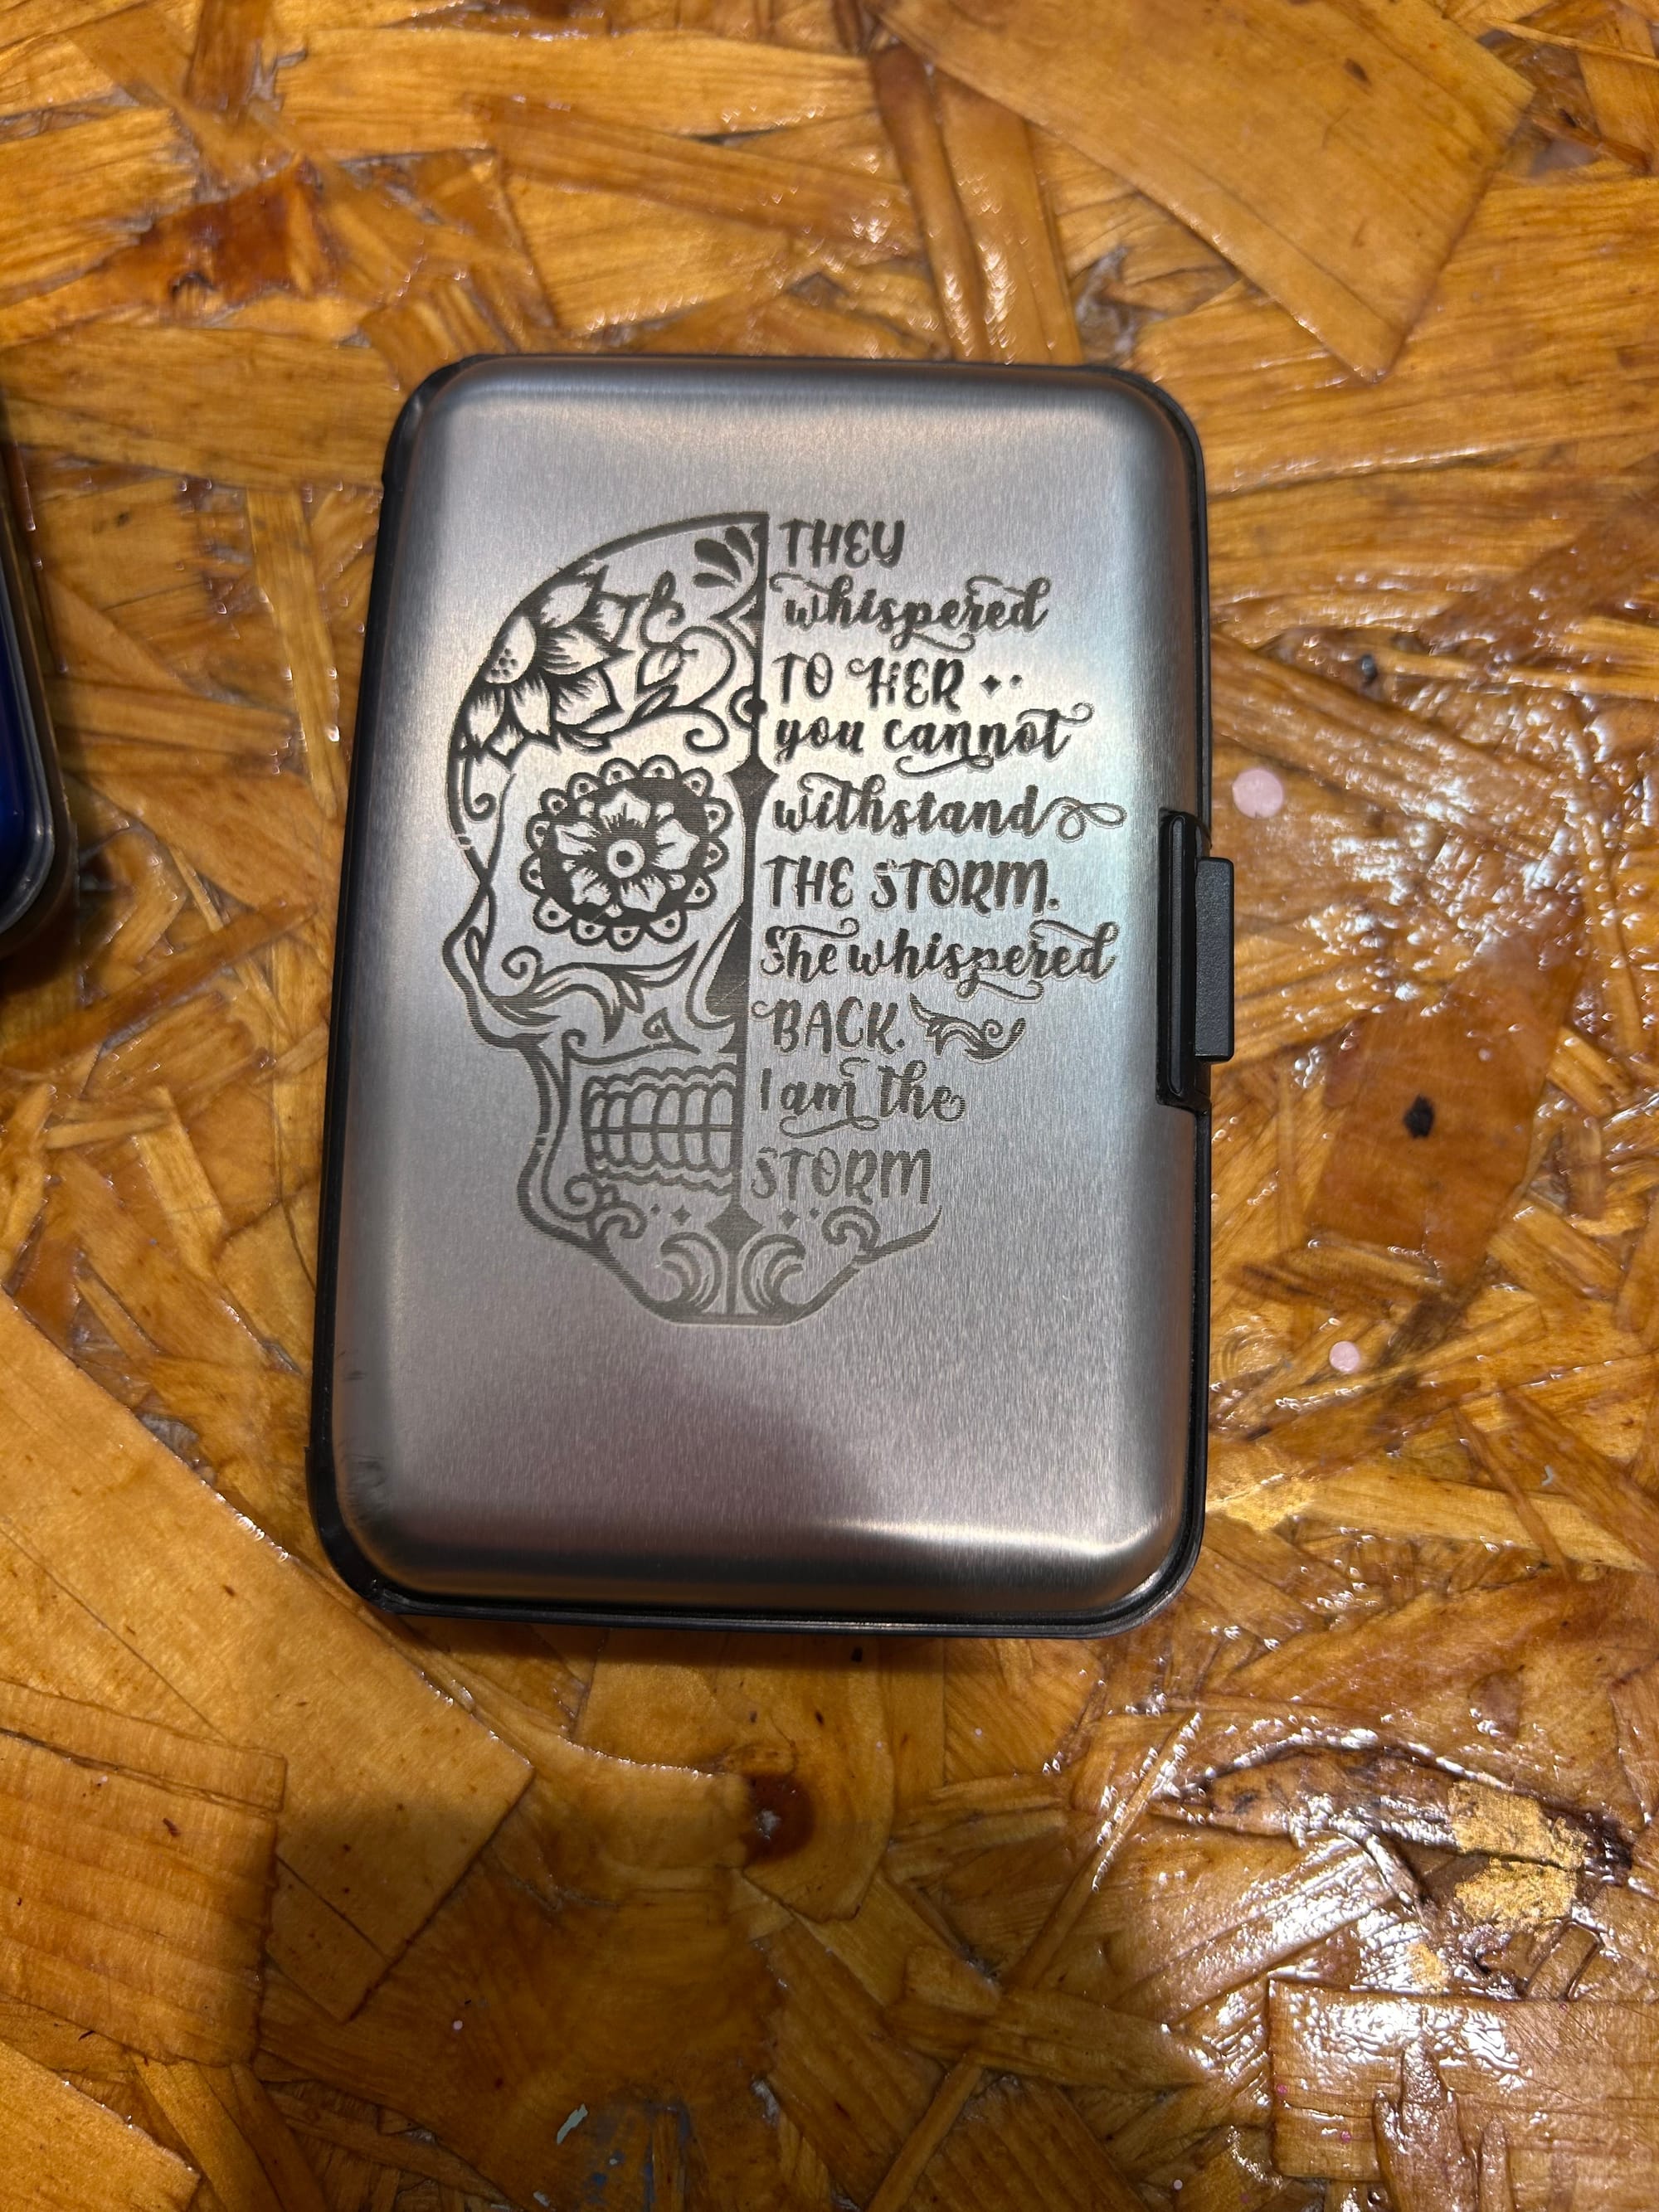 THEY
whispered
TO HER
you cannot
withstand
THE STORM.
She whispered
BACK.
I am the
STORM